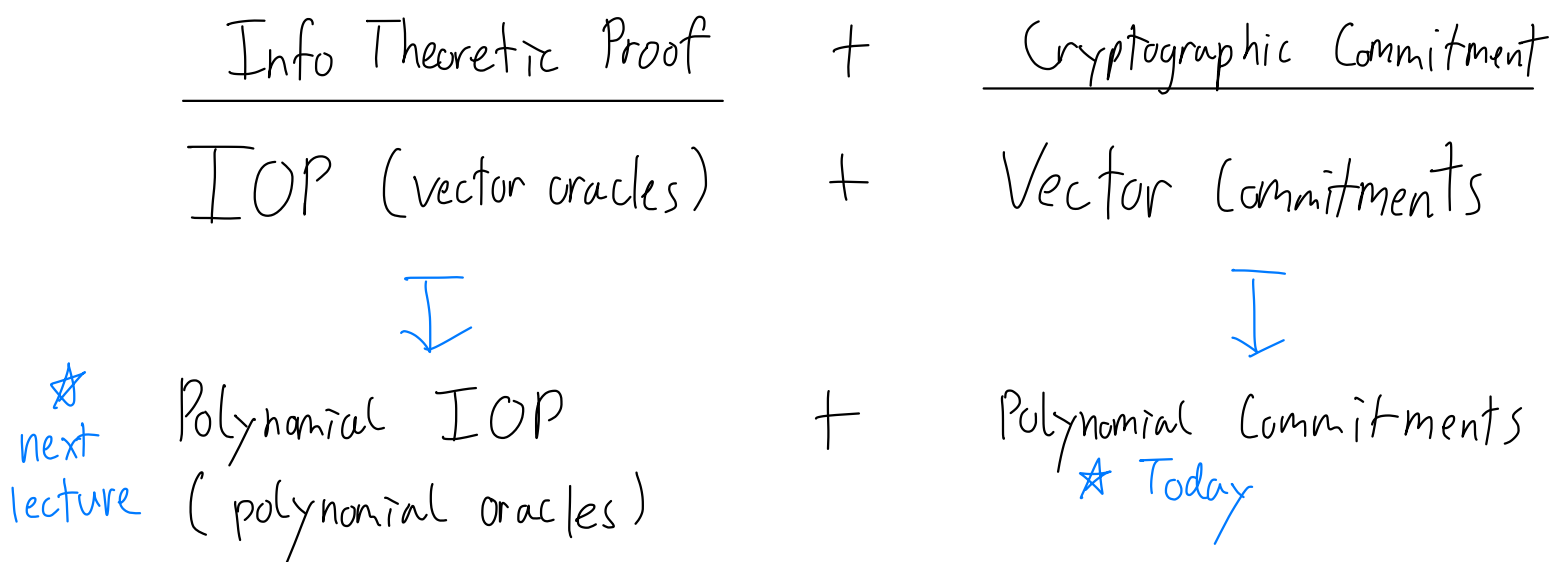 Info Theoretic Proof + Cryptographic Commitment
IOP (vector oracles) + Vector Commitments
Polynomial IOP + Polynomial Commitments
☆ next lecture
(polynomial oracles)
☆ Today